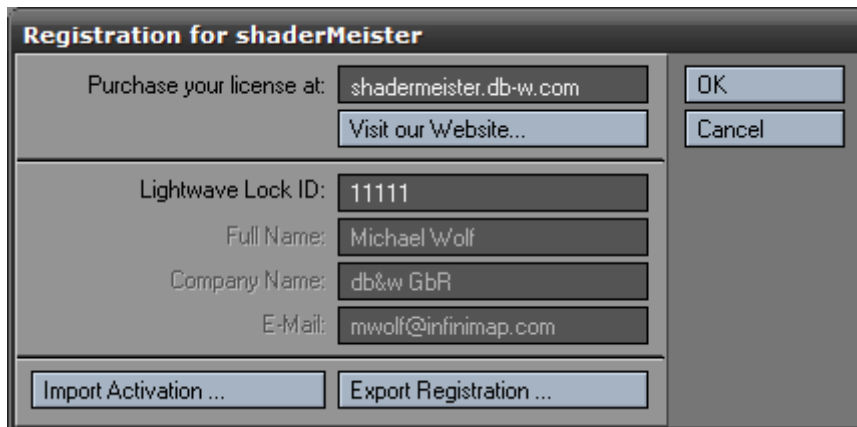 Registration for shaderMeister
Purchase your license at: shadermeister.db-w.com OK
Visit our Website... Cancel
Lightwave Lock ID: 11111
Full Name: Michael Wolf
Company Name: db&w GbR
E-Mail: mwolf@infinimap.com
Import Activation ... Export Registration ...